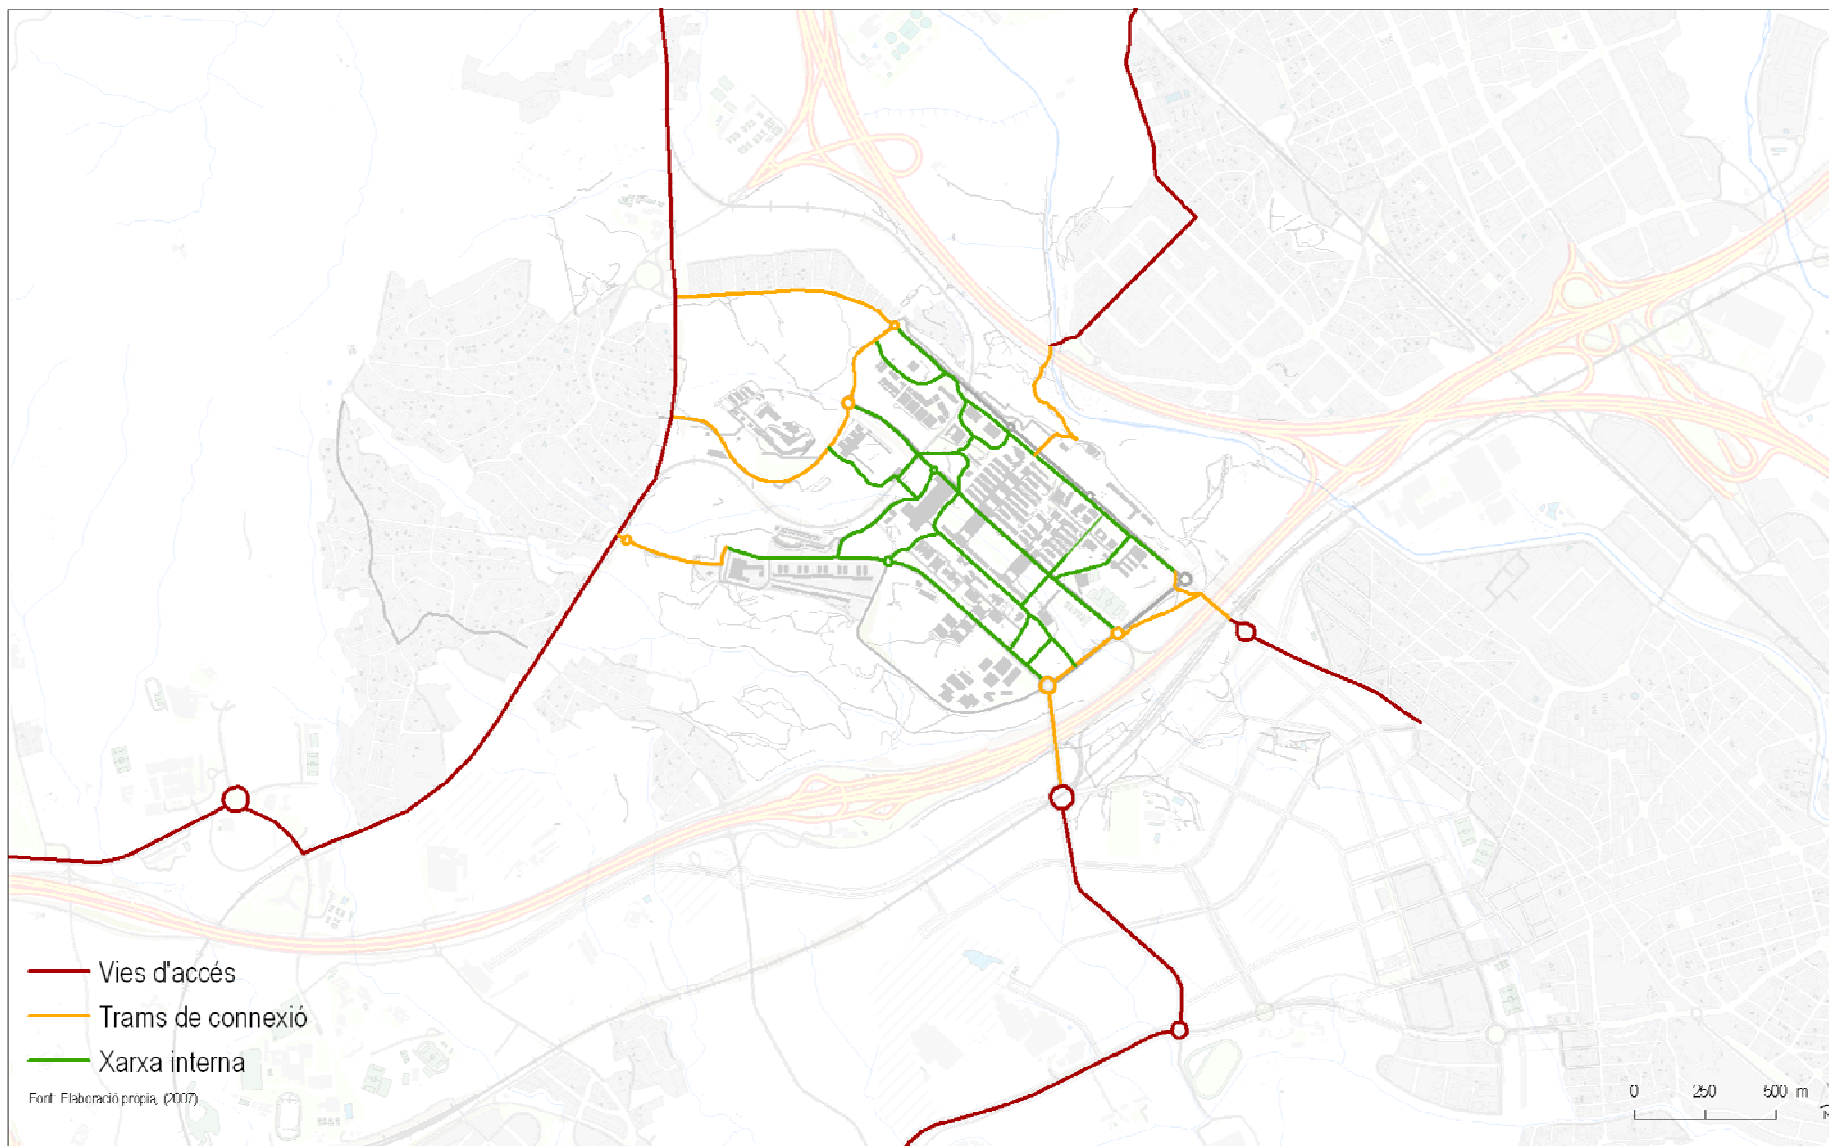 Vies d'accés
Trams de connexió
Xarxa interna
Font: Elaboració pròpia, (2007)
0 250 500 m